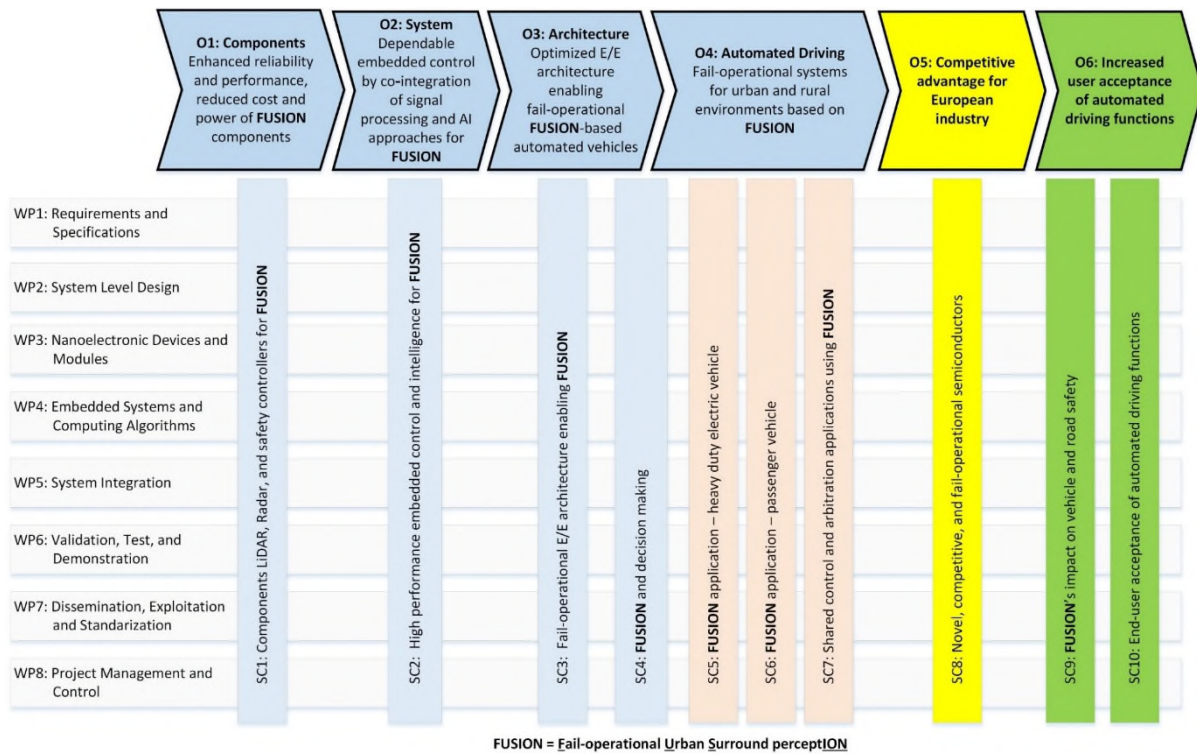 O1: Components
Enhanced reliability
and performance,
reduced cost and
power of FUSION
components
O2: System
Dependable
embedded control
by co-integration
of signal
processing and AI
approaches for
FUSION
O3: Architecture
Optimized E/E
architecture
enabling
fail-operational
FUSION-based
automated vehicles
O4: Automated Driving
Fail-operational systems
for urban and rural
environments based on
FUSION
O5: Competitive
advantage for
European
industry
O6: Increased
user acceptance
of automated
driving functions
WP1: Requirements and
Specifications
WP2: System Level Design
WP3: Nanoelectronic Devices and
Modules
WP4: Embedded Systems and
Computing Algorithms
WP5: System Integration
WP6: Validation, Test, and
Demonstration
WP7: Dissemination, Exploitation
and Standarization
WP8: Project Management and
Control
SC1: Components LiDAR, Radar, and safety controllers for FUSION
SC2: High performance embedded control and intelligence for FUSION
SC3: Fail-operational E/E architecture enabling FUSION
SC4: FUSION and decision making
SC5: FUSION application – heavy duty electric vehicle
SC6: FUSION application – passenger vehicle
SC7: Shared control and arbitration applications using FUSION
SC8: Novel, competitive, and fail-operational semiconductors
SC9: FUSION's impact on vehicle and road safety
SC10: End-user acceptance of automated driving functions
FUSION = Fail-operational Urban Surround perceptION